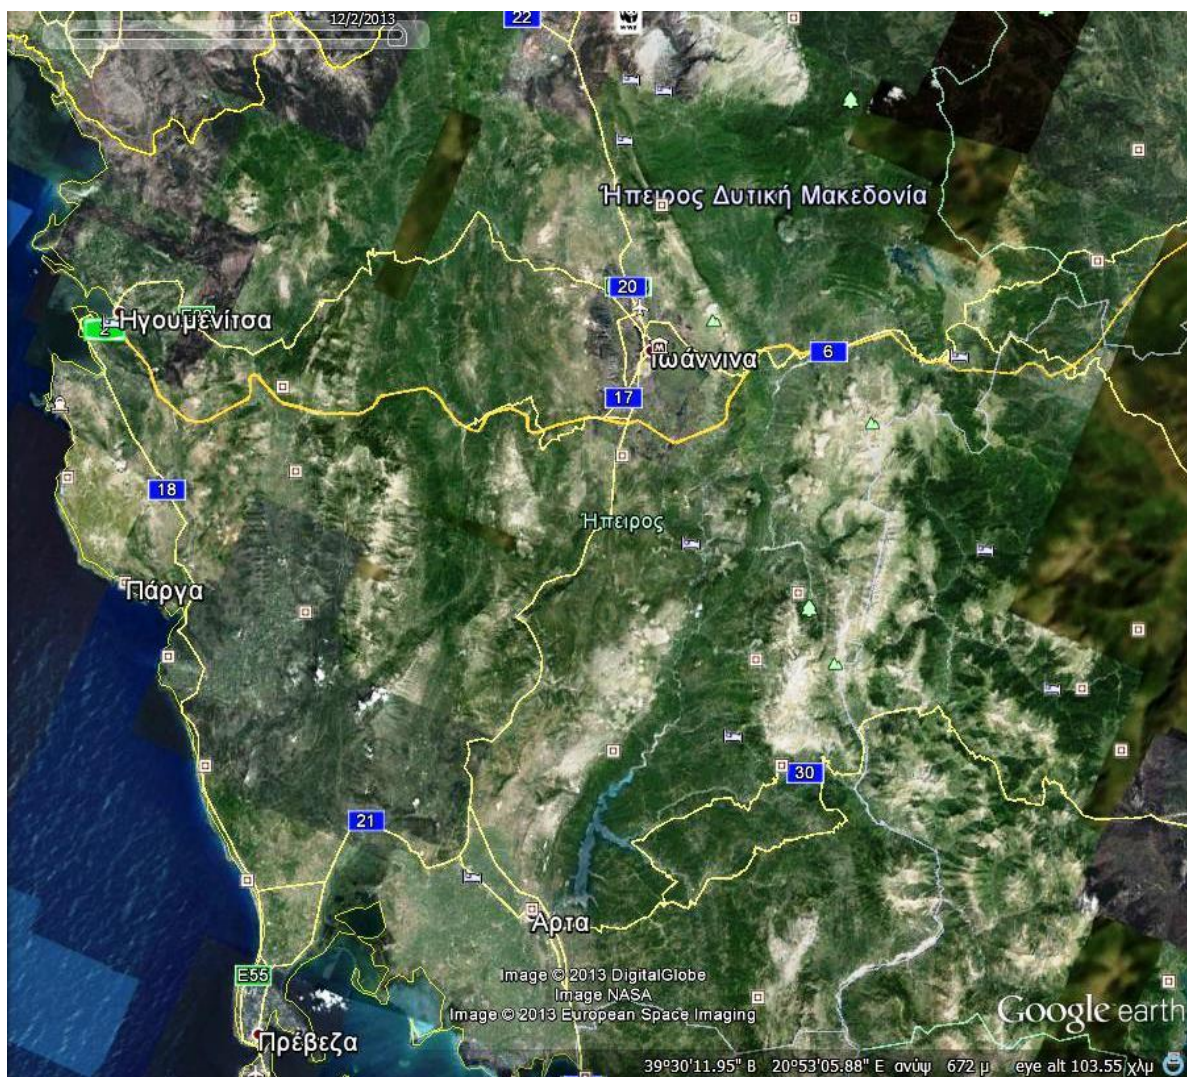 12/2/2013
22
WWF
Ήπειρος Δυτική Μακεδονία
20
2
Ηγουμενίτσα
Ιωάννινα
6
17
18
Ήπειρος
Πάργα
30
21
Άρτα
E55
Image © 2013 DigitalGlobe
Image NASA
Image © 2013 European Space Imaging
Google earth
Πρέβεζα
39°30'11.95" Β 20°53'05.88" Ε ανύψ 672 μ eye alt 103.55 χλμ